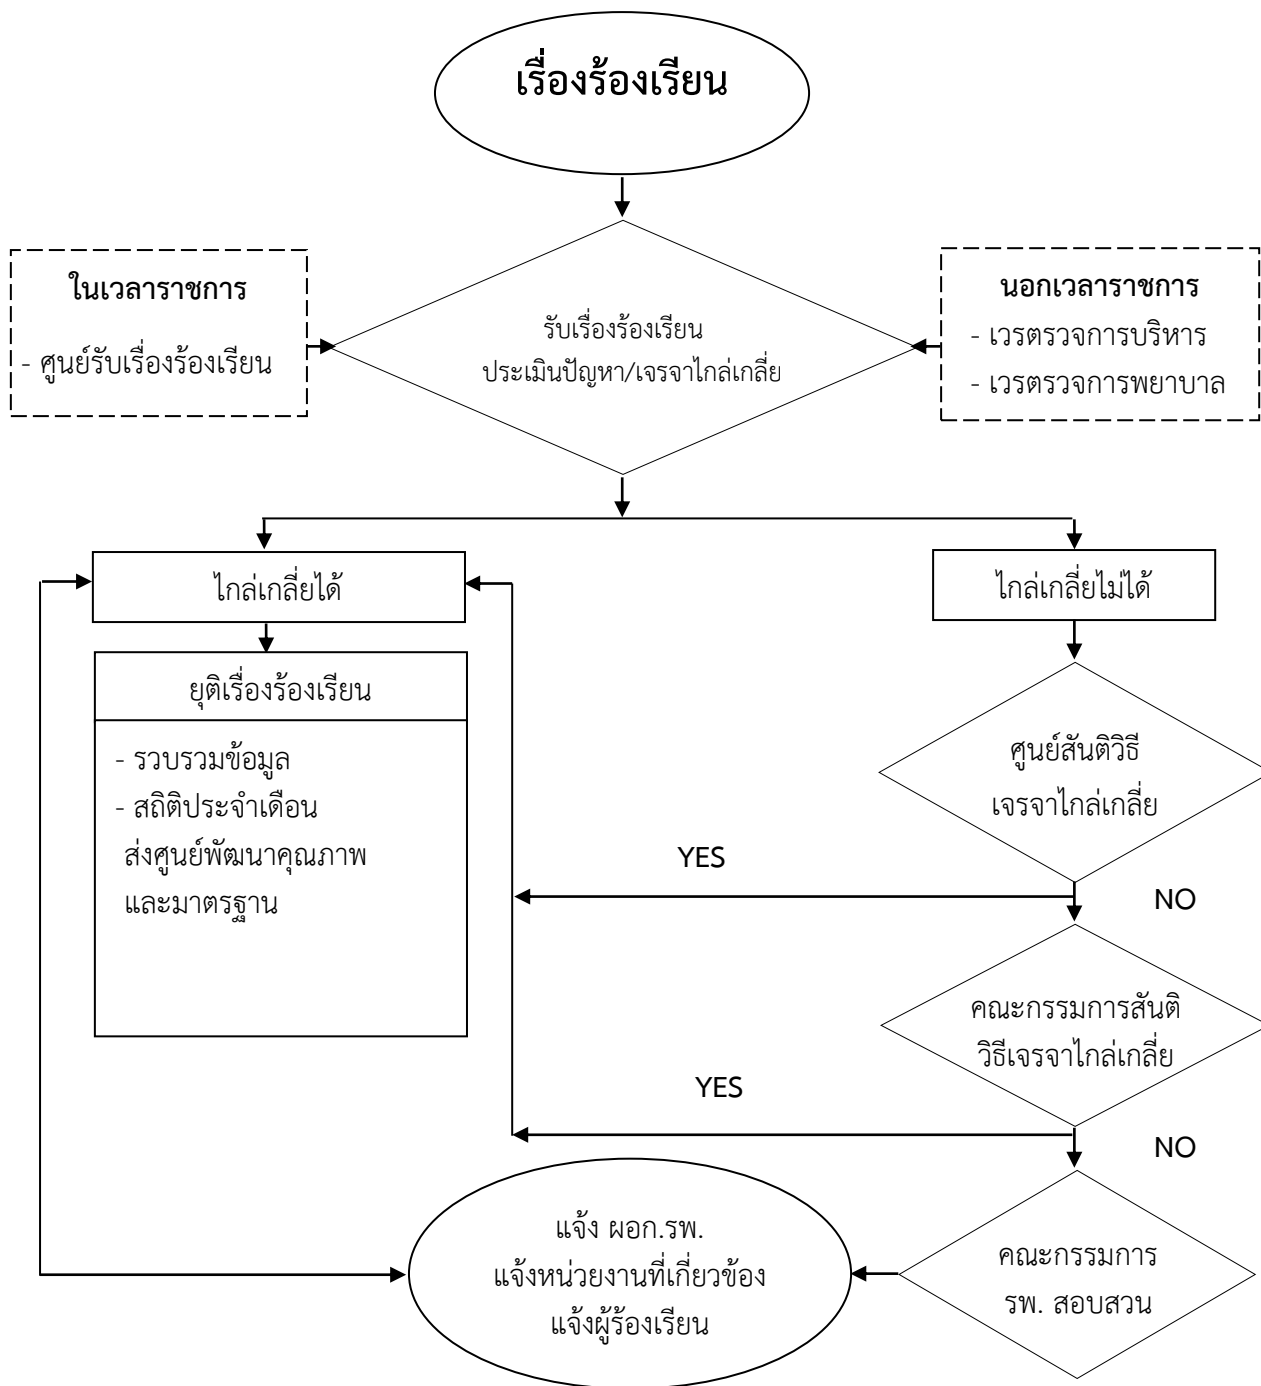 เรื่องร้องเรียน
ในเวลาราชการ
- ศูนย์รับเรื่องร้องเรียน
รับเรื่องร้องเรียน
ประเมินปัญหา/เจรจาไกล่เกลี่ย
นอกเวลาราชการ
- เวรตรวจการบริหาร
- เวรตรวจการพยาบาล
ไกล่เกลี่ยได้
ไกล่เกลี่ยไม่ได้
ยุติเรื่องร้องเรียน
- รวบรวมข้อมูล
- สถิติประจำเดือน
ส่งศูนย์พัฒนาคุณภาพ
และมาตรฐาน
ศูนย์สันติวิธี
เจรจาไกล่เกลี่ย
YES
NO
คณะกรรมการสันติ
วิธีเจรจาไกล่เกลี่ย
YES
NO
แจ้ง ผอก.รพ.
แจ้งหน่วยงานที่เกี่ยวข้อง
แจ้งผู้ร้องเรียน
คณะกรรมการ
รพ. สอบสวน